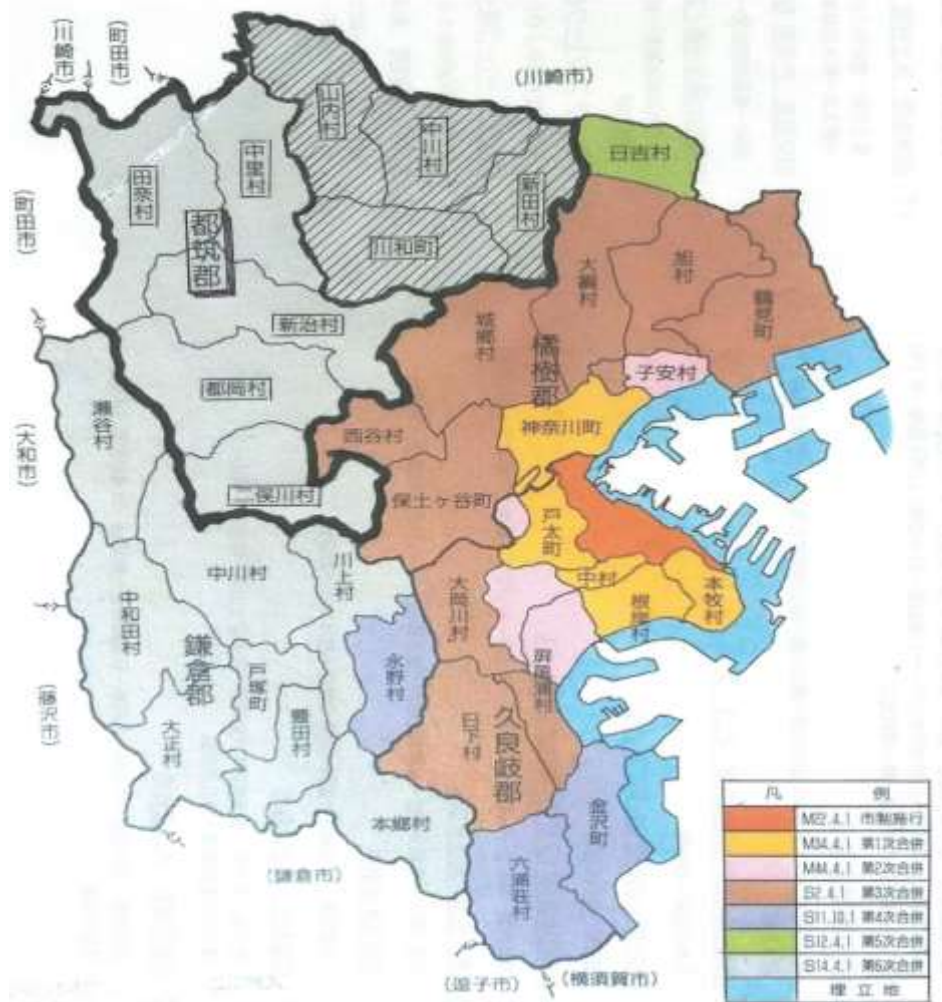 (川崎市)
(町田市)
(川崎市)
(町田市)
(大和市)
(藤沢市)
(鎌倉市)
(逗子市)
(横須賀市)
山内村
中川村
新田村
川和町
田奈村
中里村
都筑郡
新治村
都岡村
二俣川村
日吉村
大綱村
旭村
鶴見町
城郷村
橘樹郡
子安村
神奈川町
西谷村
保土ヶ谷町
戸太町
中村
根岸村
本牧村
大岡川村
屏風浦村
日下村
久良岐郡
金沢町
六浦荘村
瀬谷村
中川村
川上村
中和田村
鎌倉郡
戸塚町
豊田村
大正村
永野村
本郷村
凡 例
M22.4.1 市制施行
M34.4.1 第1次合併
M44.4.1 第2次合併
S2.4.1 第3次合併
S11.10.1 第4次合併
S12.4.1 第5次合併
S14.4.1 第6次合併
埋立地